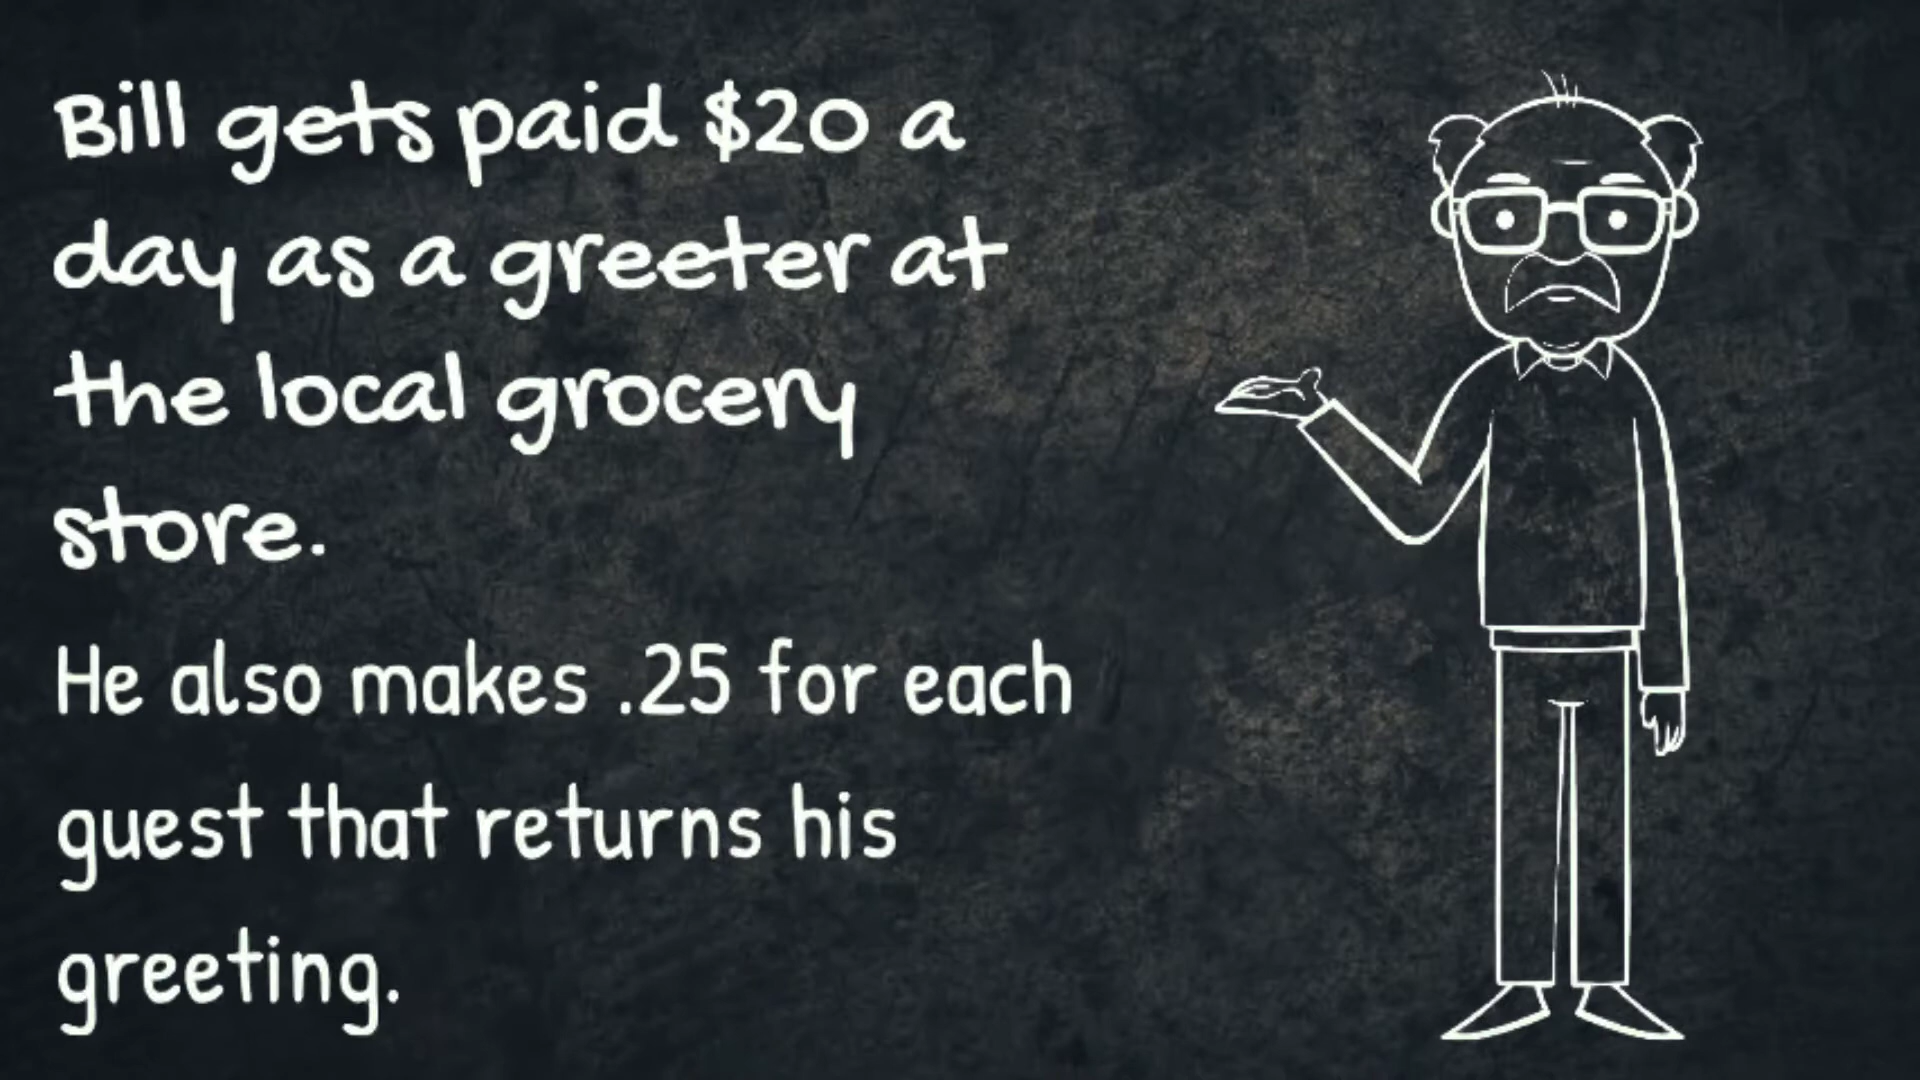 Bill gets paid $20 a
day as a greeter at
the local grocery
store.
He also makes .25 for each
guest that returns his
greeting.